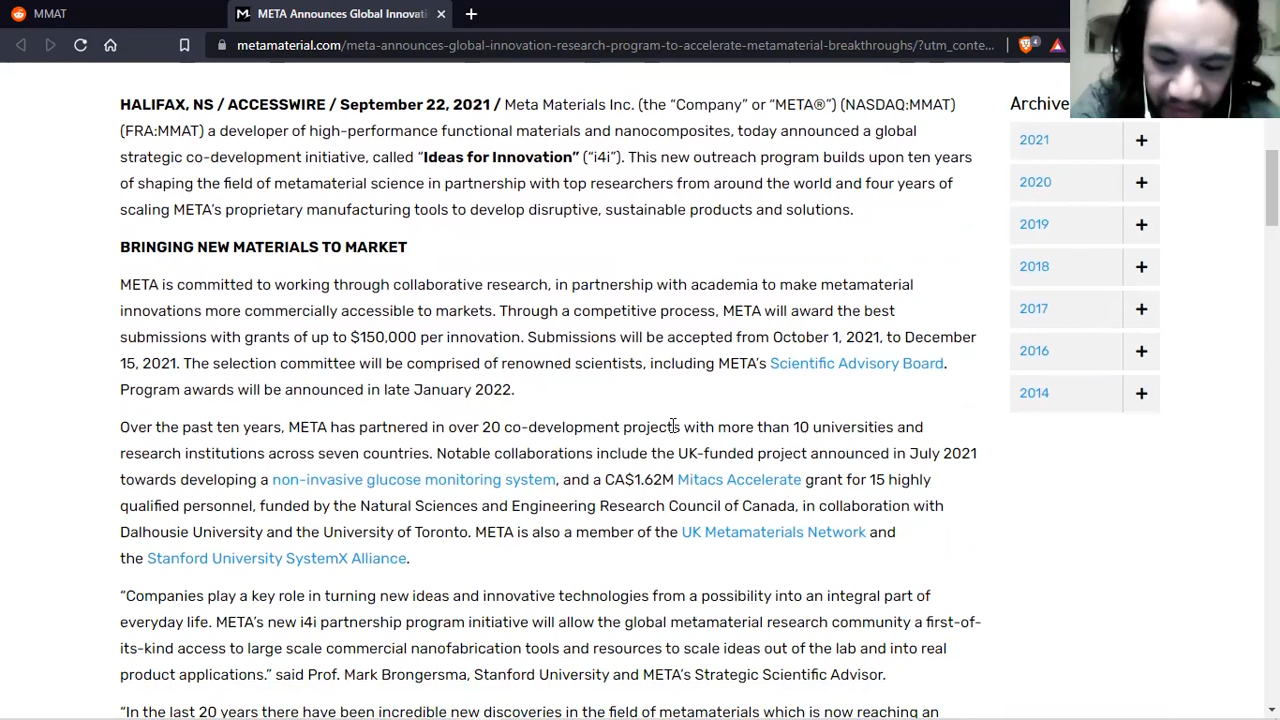 MMAT
META Announces Global Innovati
metamaterial.com/meta-announces-global-innovation-research-program-to-accelerate-metamaterial-breakthroughs/?utm_conte...
4
HALIFAX, NS / ACCESSWIRE / September 22, 2021 / Meta Materials Inc. (the “Company” or “META®”) (NASDAQ:MMAT)
(FRA:MMAT) a developer of high-performance functional materials and nanocomposites, today announced a global
strategic co-development initiative, called “Ideas for Innovation” (“i4i”). This new outreach program builds upon ten years
of shaping the field of metamaterial science in partnership with top researchers from around the world and four years of
scaling META’s proprietary manufacturing tools to develop disruptive, sustainable products and solutions.
BRINGING NEW MATERIALS TO MARKET
META is committed to working through collaborative research, in partnership with academia to make metamaterial
innovations more commercially accessible to markets. Through a competitive process, META will award the best
submissions with grants of up to $150,000 per innovation. Submissions will be accepted from October 1, 2021, to December
15, 2021. The selection committee will be comprised of renowned scientists, including META’s Scientific Advisory Board.
Program awards will be announced in late January 2022.
Over the past ten years, META has partnered in over 20 co-development projects with more than 10 universities and
research institutions across seven countries. Notable collaborations include the UK-funded project announced in July 2021
towards developing a non-invasive glucose monitoring system, and a CA$1.62M Mitacs Accelerate grant for 15 highly
qualified personnel, funded by the Natural Sciences and Engineering Research Council of Canada, in collaboration with
Dalhousie University and the University of Toronto. META is also a member of the UK Metamaterials Network and
the Stanford University SystemX Alliance.
“Companies play a key role in turning new ideas and innovative technologies from a possibility into an integral part of
everyday life. META’s new i4i partnership program initiative will allow the global metamaterial research community a first-of-
its-kind access to large scale commercial nanofabrication tools and resources to scale ideas out of the lab and into real
product applications.” said Prof. Mark Brongersma, Stanford University and META’s Strategic Scientific Advisor.
“In the last 20 years there have been incredible new discoveries in the field of metamaterials which is now reaching an
Archive
2021 +
2020 +
2019 +
2018 +
2017 +
2016 +
2014 +